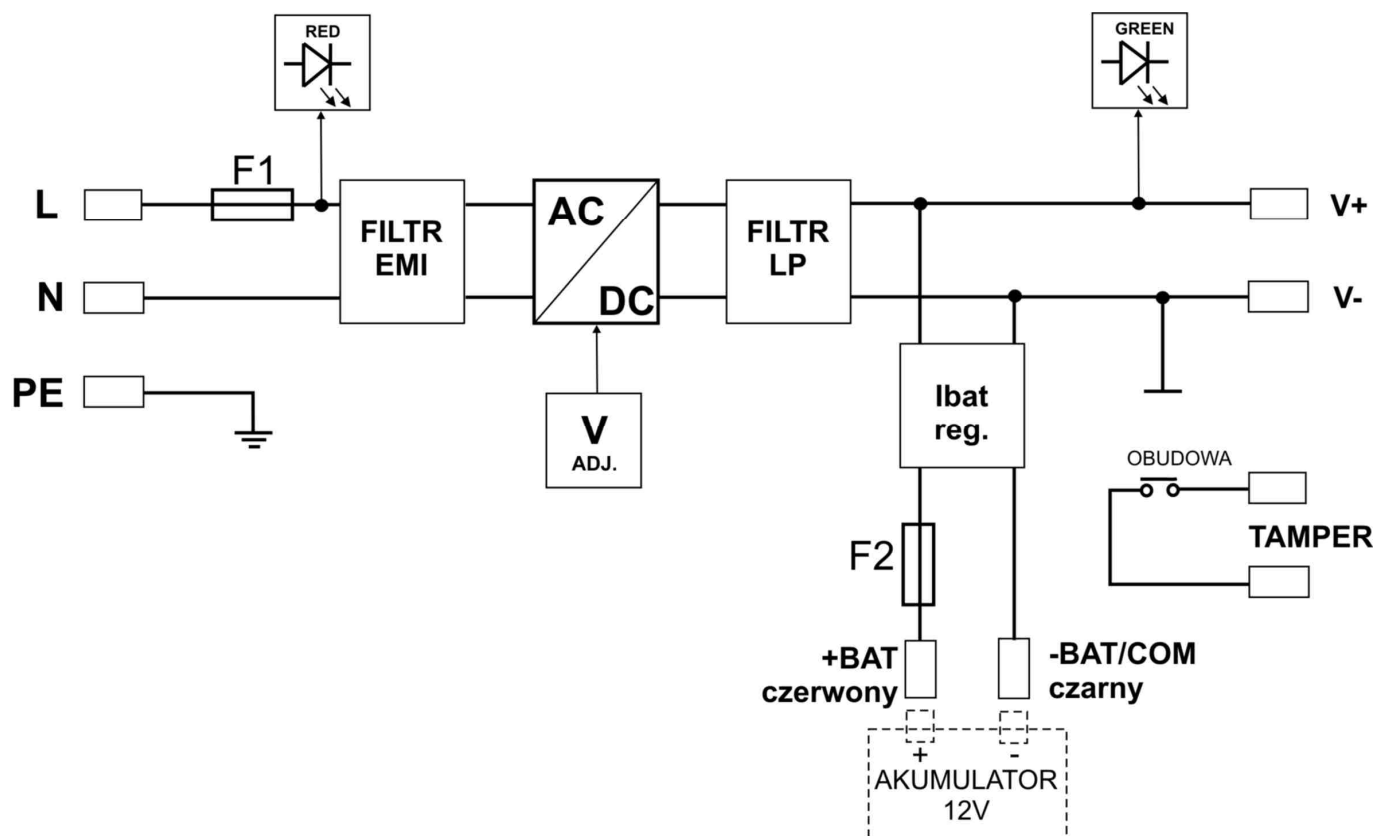 RED
GREEN
F1
L
FILTR
EMI
AC
DC
FILTR
LP
V+
N
V-
PE
V
ADJ.
Ibat
reg.
OBUDOWA
TAMPER
F2
+BAT
czerwony
-BAT/COM
czarny
+
-
AKUMULATOR
12V